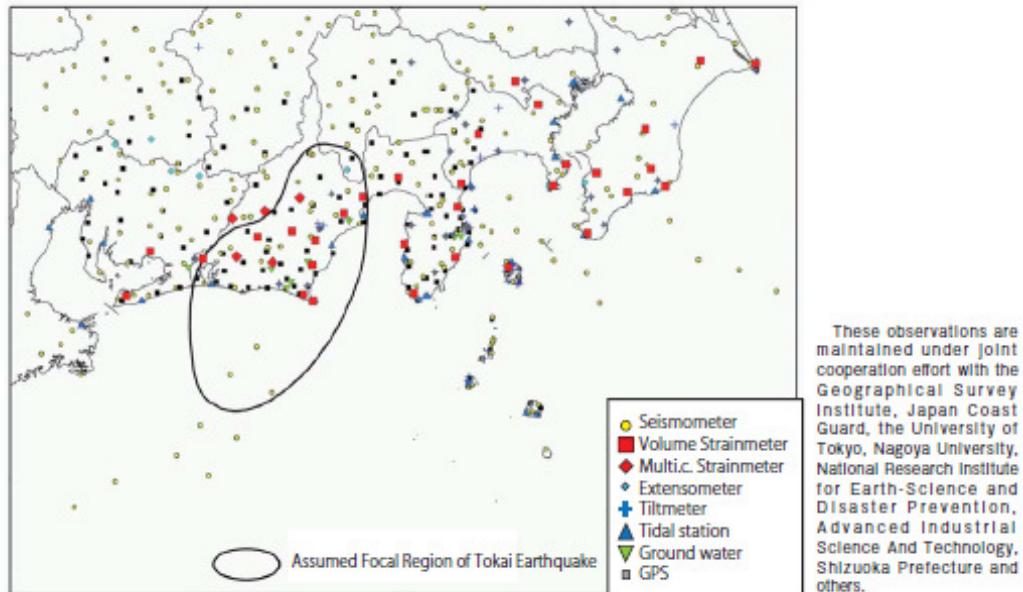 Seismometer
Volume Strainmeter
Multi.c. Strainmeter
Extensometer
Tiltmeter
Tidal station
Ground water
GPS
Assumed Focal Region of Tokai Earthquake
These observations are
maintained under joint
cooperation effort with the
Geographical Survey
Institute, Japan Coast
Guard, the University of
Tokyo, Nagoya University,
National Research Institute
for Earth-Science and
Disaster Prevention,
Advanced Industrial
Science And Technology,
Shizuoka Prefecture and
others.